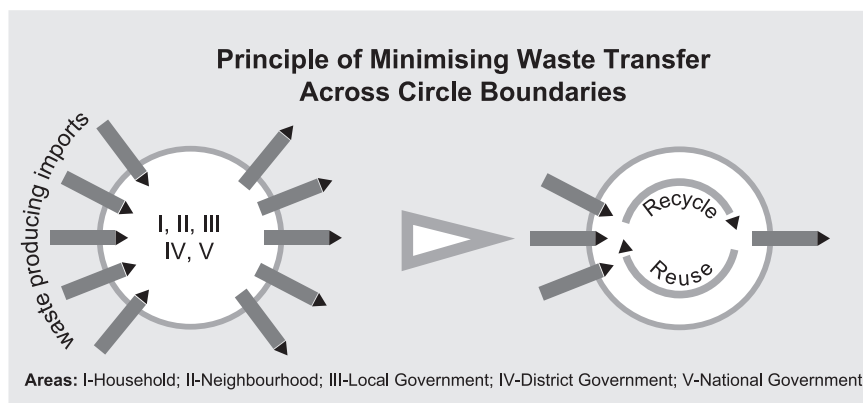 Principle of Minimising Waste Transfer
Across Circle Boundaries
waste producing imports
I, II, III
IV, V
Recycle
Reuse
Areas: I-Household; II-Neighbourhood; III-Local Government; IV-District Government; V-National Government